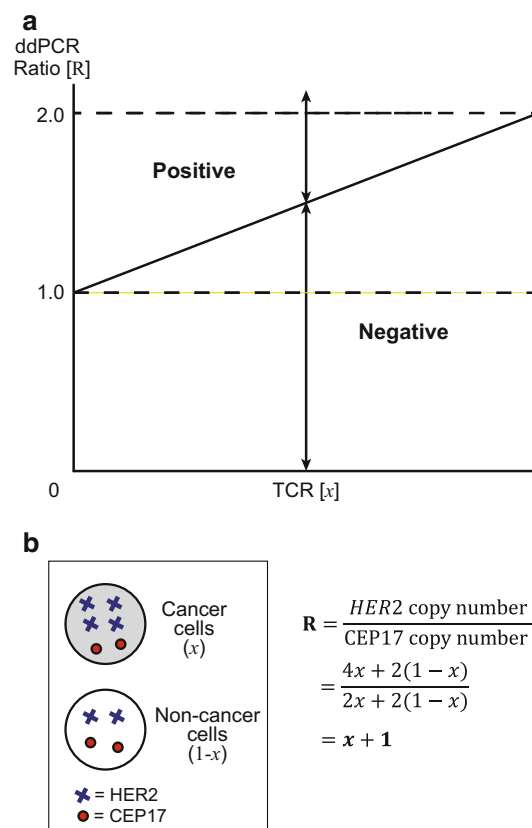 a
ddPCR
Ratio [R]
2.0
Positive
1.0
Negative
0
TCR [x]
b
Cancer
cells
(x)
Non-cancer
cells
(1-x)
= HER2
= CEP17
R = HER2 copy number / CEP17 copy number
= 4x + 2(1 − x) / 2x + 2(1 − x)
= x + 1